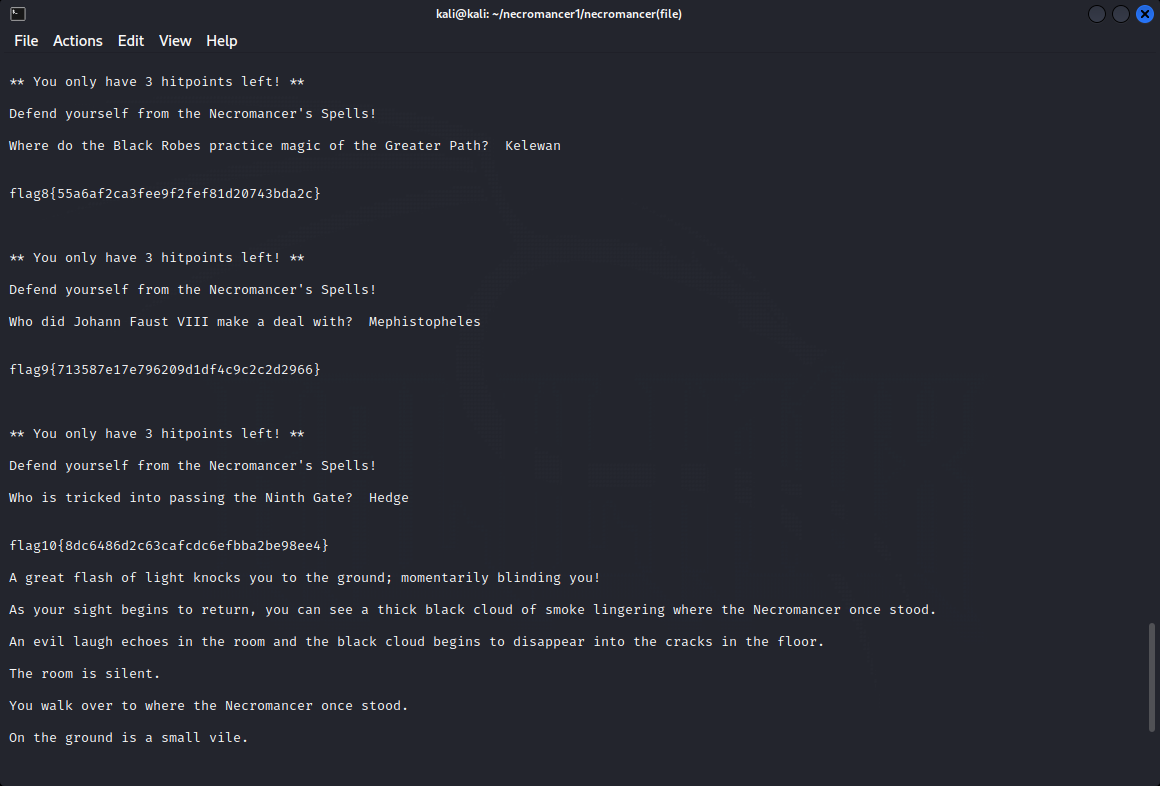 kali@kali: ~/necromancer1/necromancer(file)
File Actions Edit View Help
** You only have 3 hitpoints left! **
Defend yourself from the Necromancer's Spells!
Where do the Black Robes practice magic of the Greater Path?  Kelewan
flag8{55a6af2ca3fee9f2fef81d20743bda2c}
** You only have 3 hitpoints left! **
Defend yourself from the Necromancer's Spells!
Who did Johann Faust VIII make a deal with?  Mephistopheles
flag9{713587e17e796209d1df4c9c2c2d2966}
** You only have 3 hitpoints left! **
Defend yourself from the Necromancer's Spells!
Who is tricked into passing the Ninth Gate?  Hedge
flag10{8dc6486d2c63cafcdc6efbba2be98ee4}
A great flash of light knocks you to the ground; momentarily blinding you!
As your sight begins to return, you can see a thick black cloud of smoke lingering where the Necromancer once stood.
An evil laugh echoes in the room and the black cloud begins to disappear into the cracks in the floor.
The room is silent.
You walk over to where the Necromancer once stood.
On the ground is a small vile.